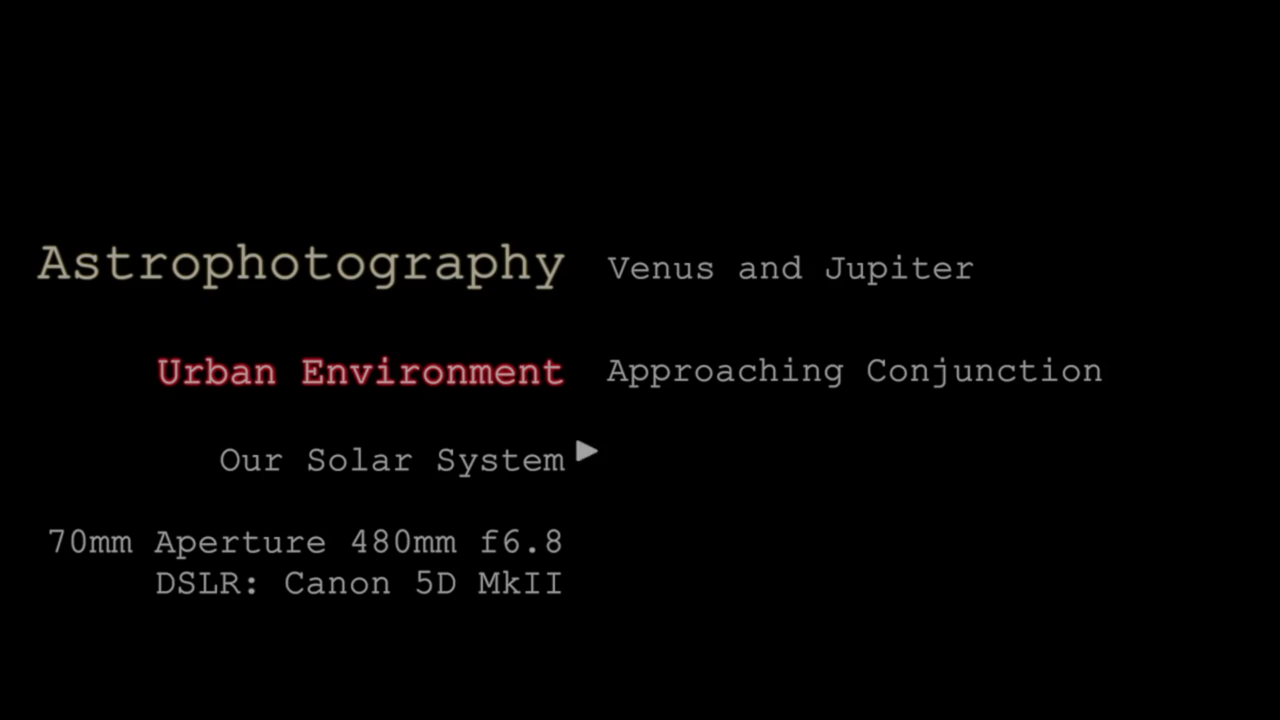 Astrophotography
Urban Environment
Our Solar System
70mm Aperture 480mm f6.8
DSLR: Canon 5D MkII
Venus and Jupiter
Approaching Conjunction